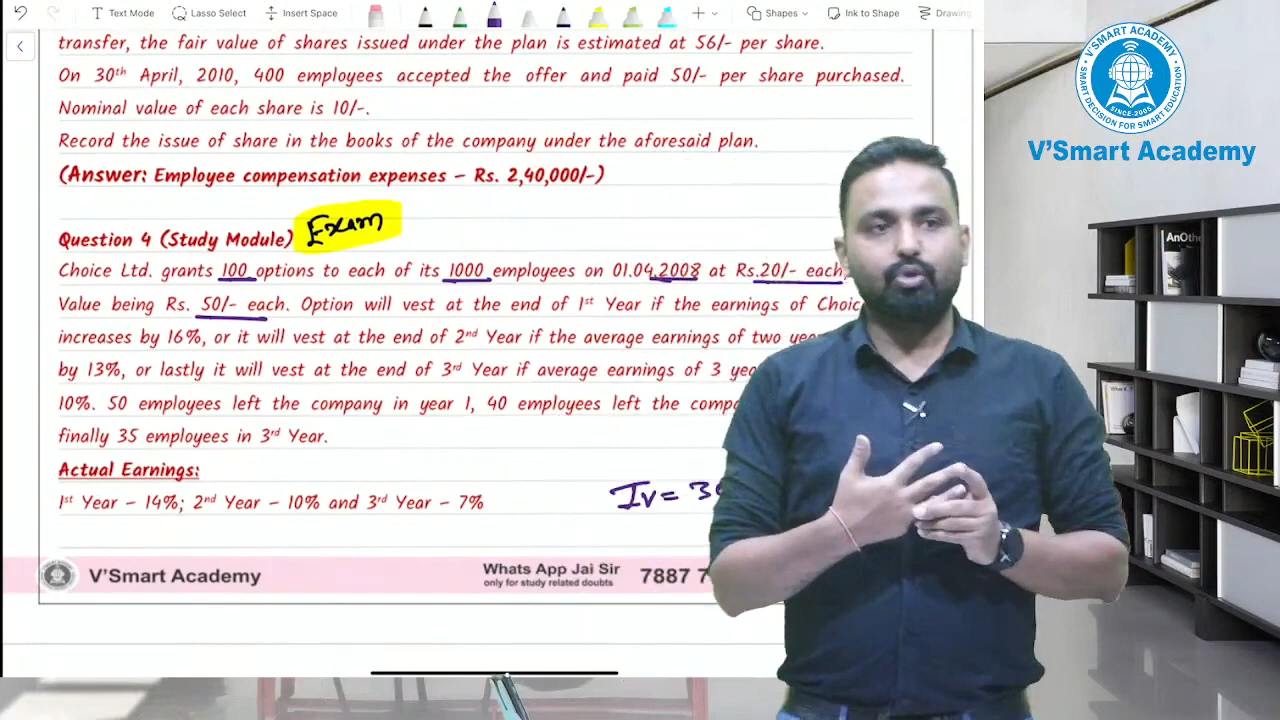 Text Mode Lasso Select Insert Space Shapes Ink to Shape Drawing
transfer, the fair value of shares issued under the plan is estimated at 56/- per share.
On 30th April, 2010, 400 employees accepted the offer and paid 50/- per share purchased.
Nominal value of each share is 10/-.
Record the issue of share in the books of the company under the aforesaid plan.
(Answer: Employee compensation expenses – Rs. 2,40,000/-)
Question 4 (Study Module) Exam
Choice Ltd. grants 100 options to each of its 1000 employees on 01.04.2008 at Rs.20/- each,
Value being Rs. 50/- each. Option will vest at the end of 1st Year if the earnings of
increases by 16%, or it will vest at the end of 2nd Year if the average earnings of two
by 13%, or lastly it will vest at the end of 3rd Year if average earnings of 3
10%. 50 employees left the company in year 1, 40 employees left the
finally 35 employees in 3rd Year.
Actual Earnings:
1st Year – 14%; 2nd Year – 10% and 3rd Year – 7%
IV =
V'Smart Academy
Whats App Jai Sir
only for study related doubts
7887
V'SMART ACADEMY
SMART DECISION FOR SMART EDUCATION
SINCE-2005
V'Smart Academy